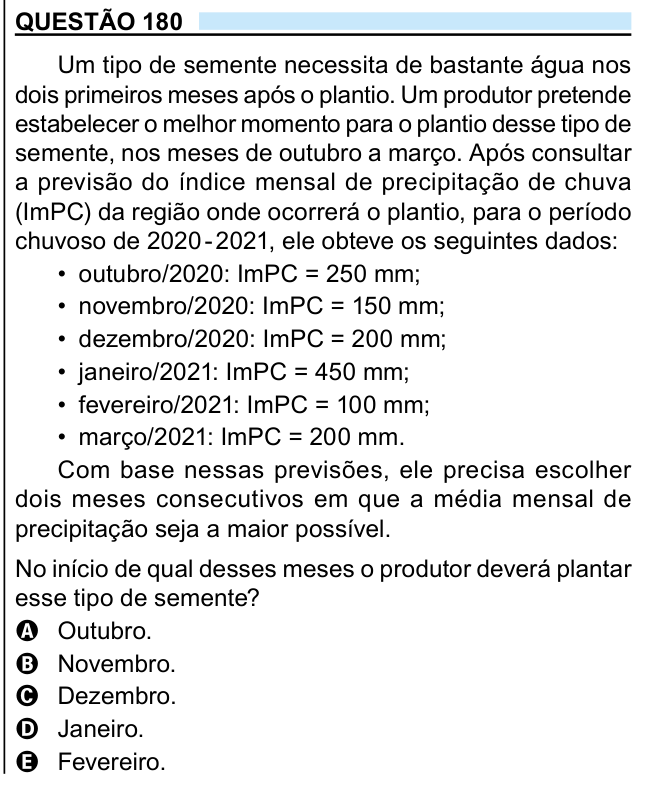 QUESTÃO 180
Um tipo de semente necessita de bastante água nos
dois primeiros meses após o plantio. Um produtor pretende
estabelecer o melhor momento para o plantio desse tipo de
semente, nos meses de outubro a março. Após consultar
a previsão do índice mensal de precipitação de chuva
(ImPC) da região onde ocorrerá o plantio, para o período
chuvoso de 2020-2021, ele obteve os seguintes dados:
• outubro/2020: ImPC = 250 mm;
• novembro/2020: ImPC = 150 mm;
• dezembro/2020: ImPC = 200 mm;
• janeiro/2021: ImPC = 450 mm;
• fevereiro/2021: ImPC = 100 mm;
• março/2021: ImPC = 200 mm.
Com base nessas previsões, ele precisa escolher
dois meses consecutivos em que a média mensal de
precipitação seja a maior possível.
No início de qual desses meses o produtor deverá plantar
esse tipo de semente?
A Outubro.
B Novembro.
C Dezembro.
D Janeiro.
E Fevereiro.